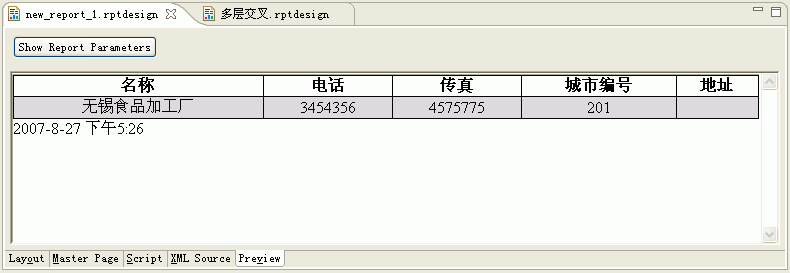 new_report_1.rptdesign 多层交叉.rptdesign
Show Report Parameters
名称 电话 传真 城市编号 地址
无锡食品加工厂 3454356 4575775 201
2007-8-27 下午5:26
Layout Master Page Script XML Source Preview